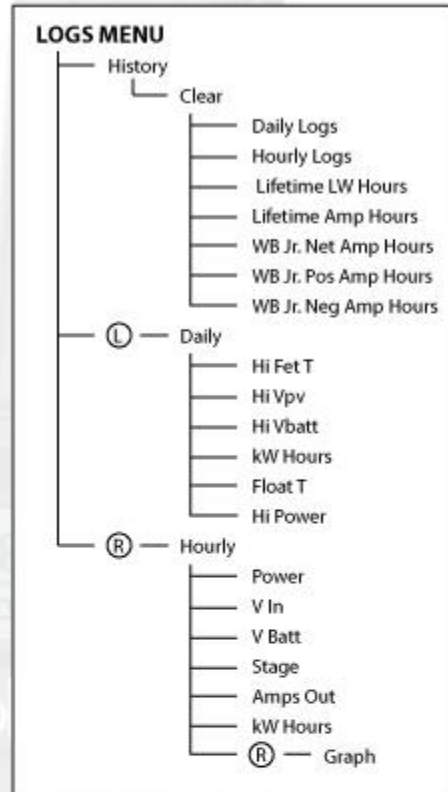 LOGS MENU
History
Clear
Daily Logs
Hourly Logs
Lifetime LW Hours
Lifetime Amp Hours
WB Jr. Net Amp Hours
WB Jr. Pos Amp Hours
WB Jr. Neg Amp Hours
L Daily
Hi Fet T
Hi Vpv
Hi Vbatt
kW Hours
Float T
Hi Power
R Hourly
Power
V In
V Batt
Stage
Amps Out
kW Hours
R Graph